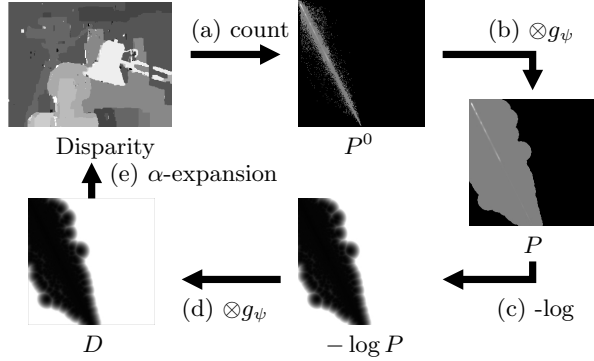 (a) count
(b) ⊗g_ψ
Disparity
P^0
(e) α-expansion
P
(d) ⊗g_ψ
(c) -log
D
− log P